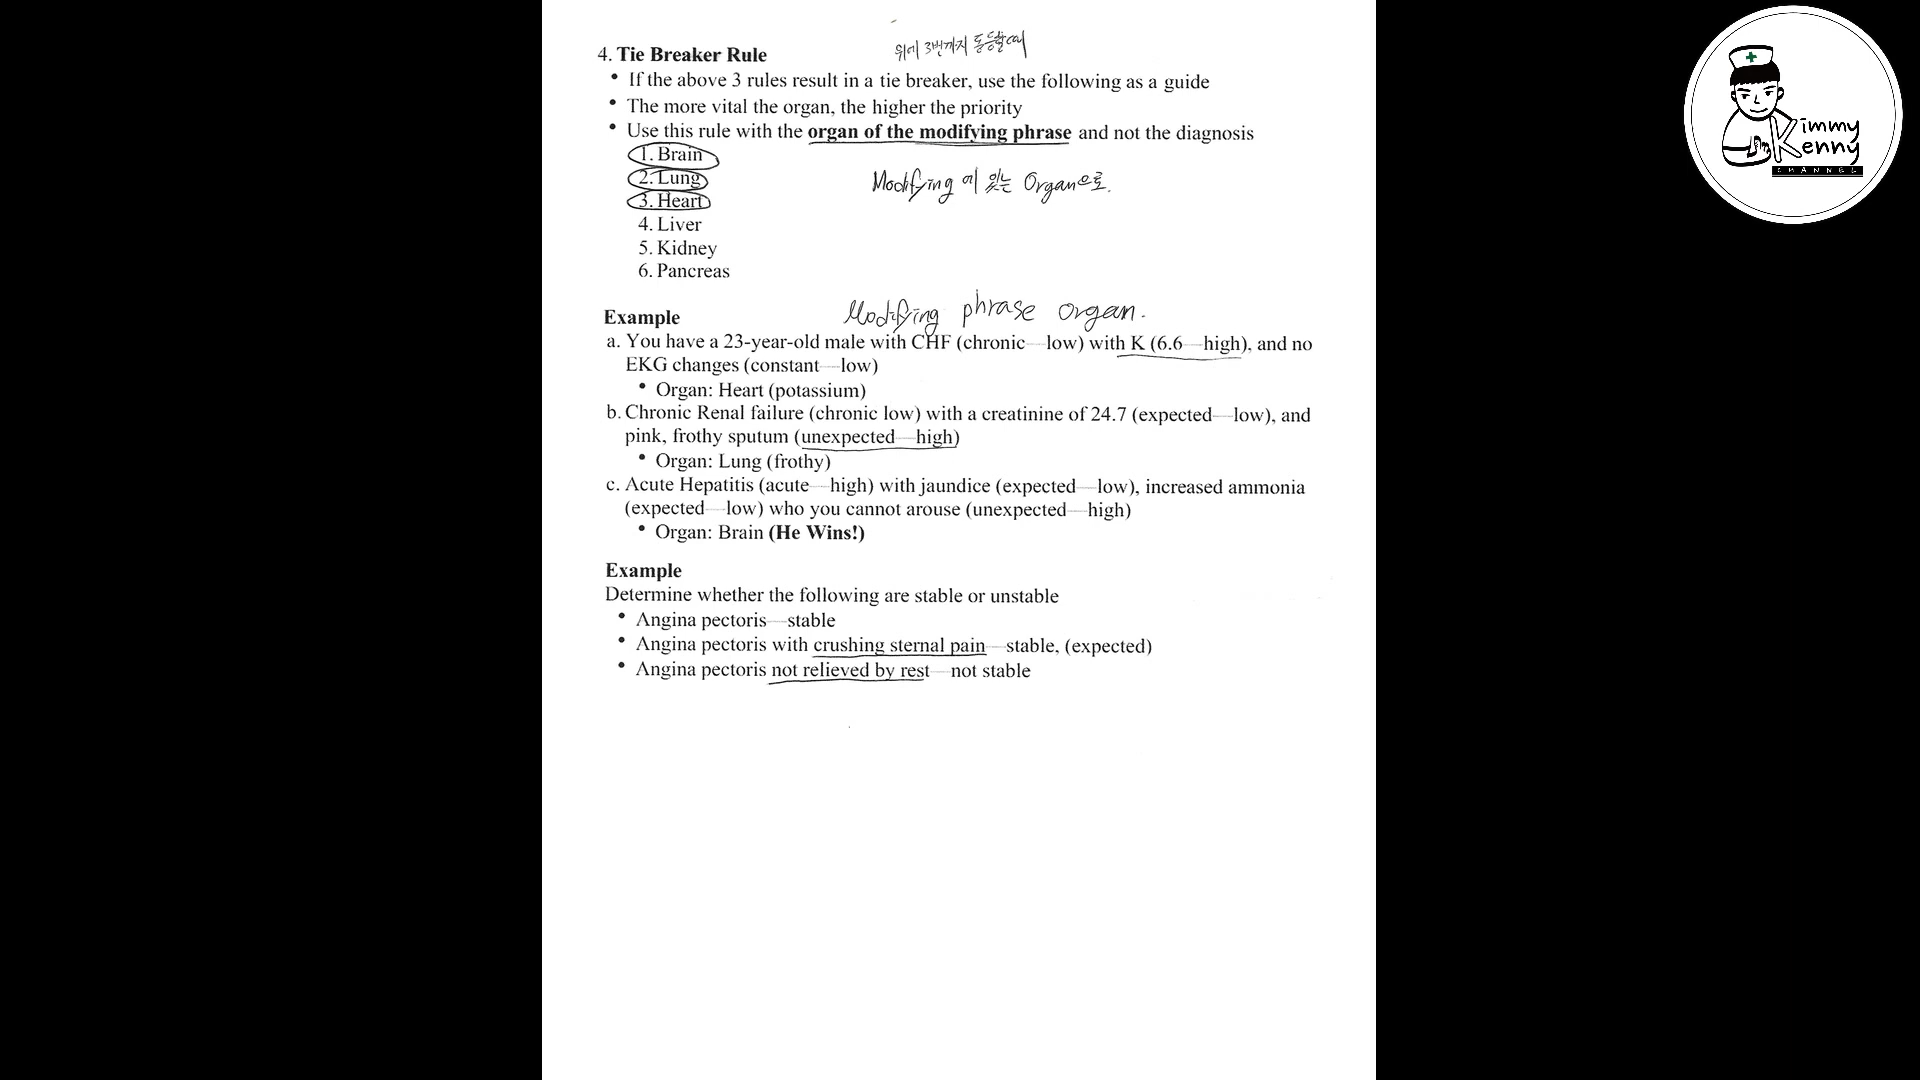 위에 3번까지 동등할 때
4. Tie Breaker Rule
• If the above 3 rules result in a tie breaker, use the following as a guide
• The more vital the organ, the higher the priority
• Use this rule with the organ of the modifying phrase and not the diagnosis
1. Brain
2. Lung
3. Heart
4. Liver
5. Kidney
6. Pancreas
Modifying 에 있는 Organ으로.
Modifying phrase organ.
Example
a. You have a 23-year-old male with CHF (chronic—low) with K (6.6—high), and no
EKG changes (constant—low)
• Organ: Heart (potassium)
b. Chronic Renal failure (chronic low) with a creatinine of 24.7 (expected—low), and
pink, frothy sputum (unexpected—high)
• Organ: Lung (frothy)
c. Acute Hepatitis (acute—high) with jaundice (expected—low), increased ammonia
(expected—low) who you cannot arouse (unexpected—high)
• Organ: Brain (He Wins!)
Example
Determine whether the following are stable or unstable
• Angina pectoris—stable
• Angina pectoris with crushing sternal pain—stable, (expected)
• Angina pectoris not relieved by rest—not stable
Kimmy
Kenny
CHANNEL